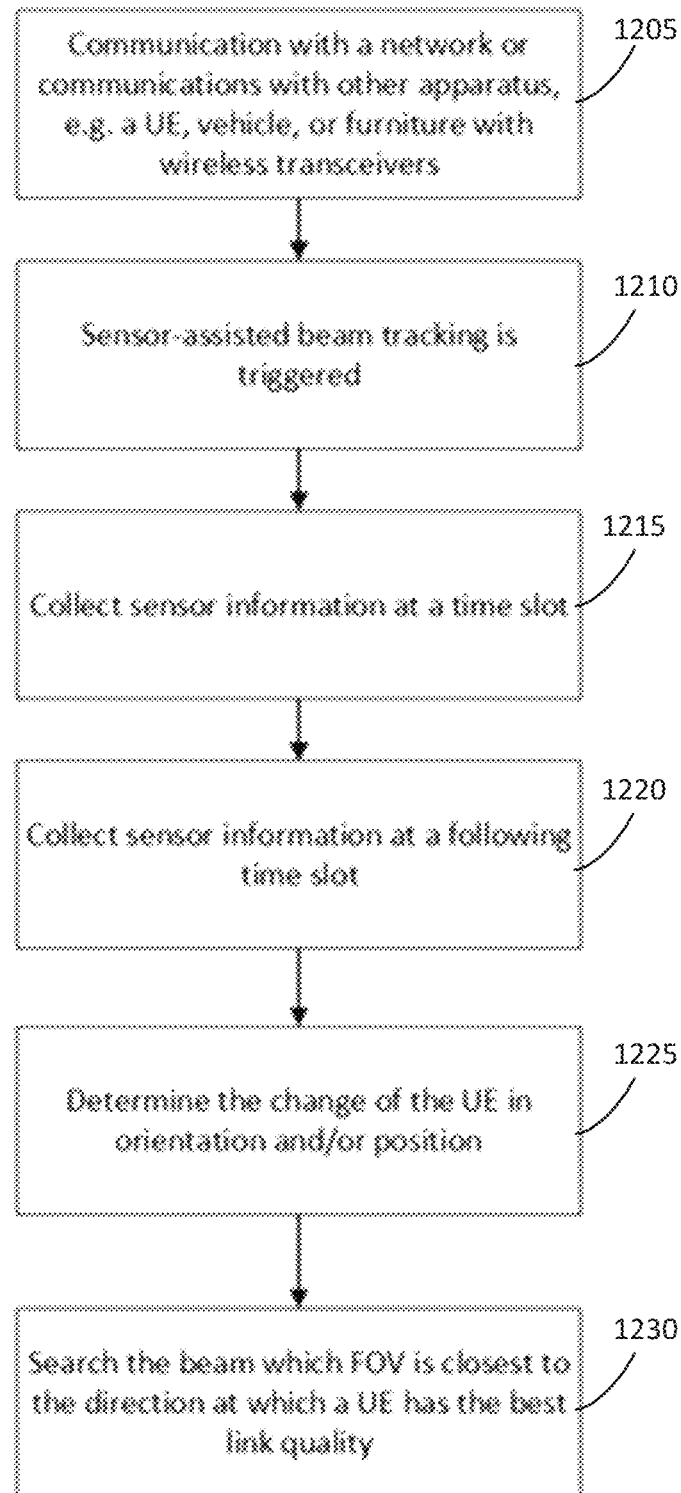 Communication with a network or
communications with other apparatus,
e.g. a UE, vehicle, or furniture with
wireless transceivers
1205
Sensor-assisted beam tracking is
triggered
1210
Collect sensor information at a time slot
1215
Collect sensor information at a following
time slot
1220
Determine the change of the UE in
orientation and/or position
1225
Search the beam which FOV is closest to
the direction at which a UE has the best
link quality
1230